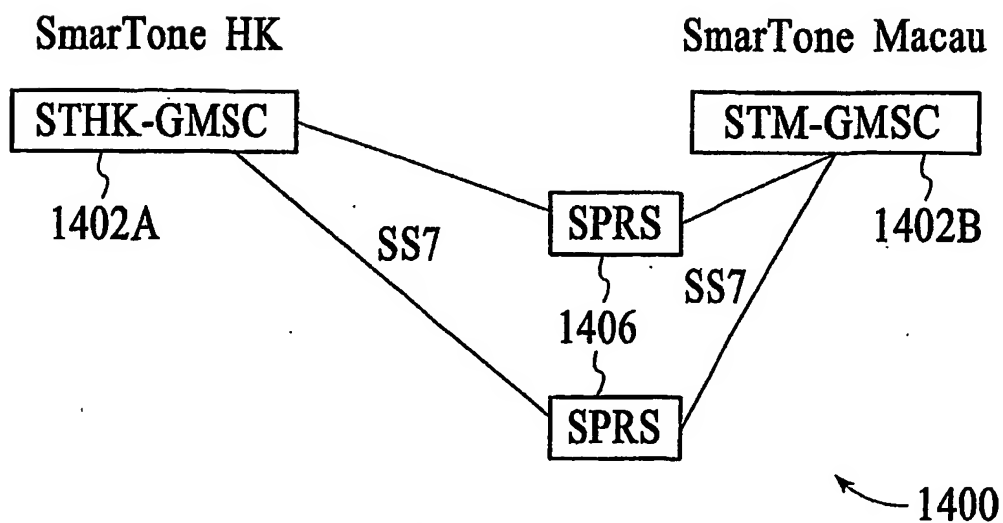 SmarTone HK
SmarTone Macau
STHK-GMSC
STM-GMSC
1402A
SPRS
1402B
SS7
SS7
1406
SPRS
1400